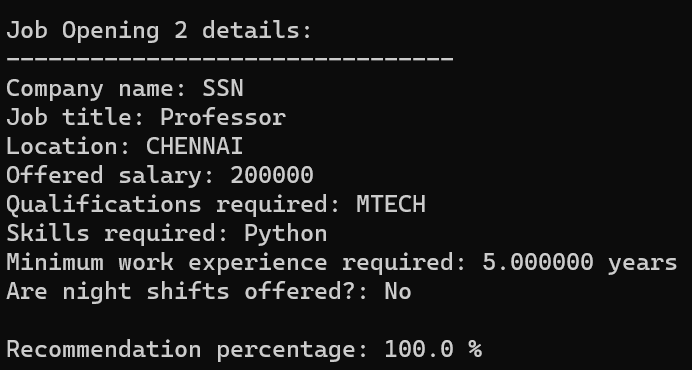 Job Opening 2 details:
--------------------------------
Company name: SSN
Job title: Professor
Location: CHENNAI
Offered salary: 200000
Qualifications required: MTECH
Skills required: Python
Minimum work experience required: 5.000000 years
Are night shifts offered?: No
Recommendation percentage: 100.0 %